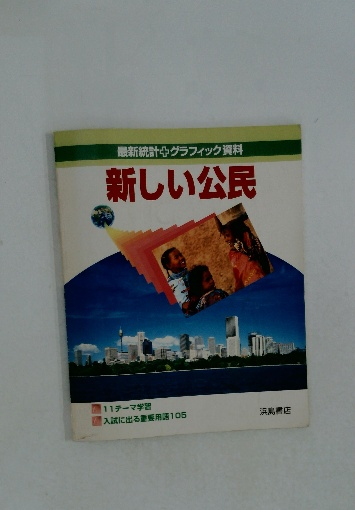 最新統計✚グラフィック資料
新しい公民
11テーマ学習
入試に出る重要用語105
浜島書店